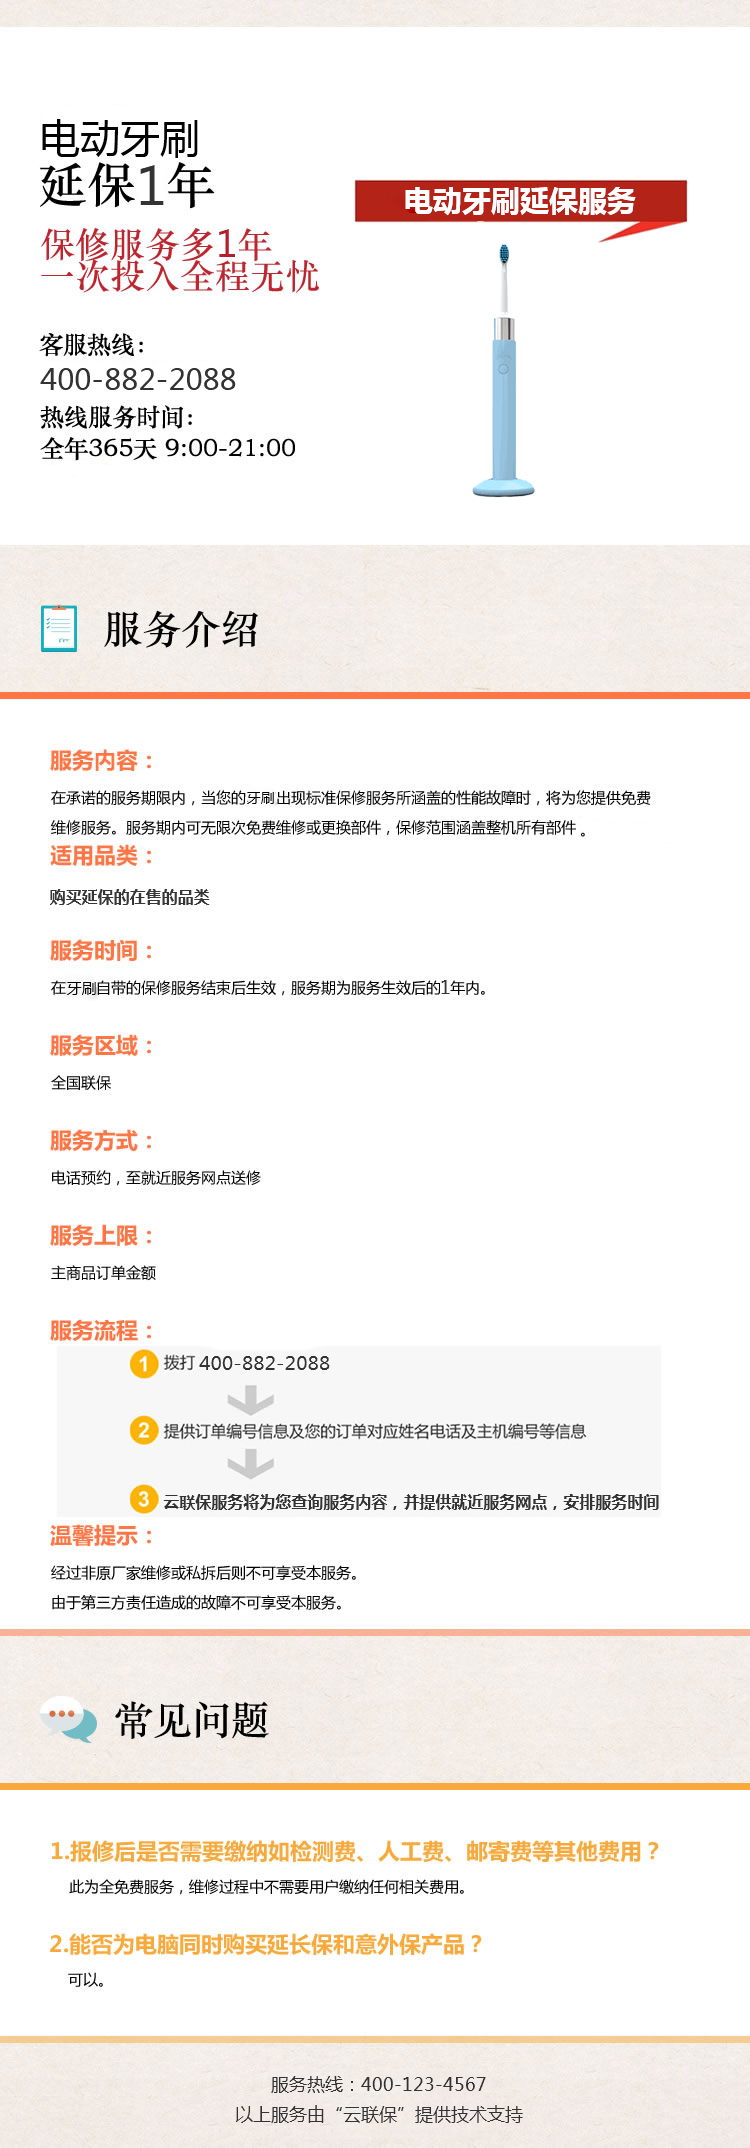 电动牙刷
延保1年
保修服务多1年
一次投入全程无忧
电动牙刷延保服务
客服热线：
400-882-2088
热线服务时间：
全年365天 9:00-21:00
服务介绍
服务内容：
在承诺的服务期限内，当您的牙刷出现标准保修服务所涵盖的性能故障时，将为您提供免费
维修服务。服务期内可无限次免费维修或更换部件，保修范围涵盖整机所有部件 。
适用品类：
购买延保的在售的品类
服务时间：
在牙刷自带的保修服务结束后生效，服务期为服务生效后的1年内。
服务区域：
全国联保
服务方式：
电话预约，至就近服务网点送修
服务上限：
主商品订单金额
服务流程：
1 拨打 400-882-2088
2 提供订单编号信息及您的订单对应姓名电话及主机编号等信息
3 云联保服务将为您查询服务内容，并提供就近服务网点，安排服务时间
温馨提示：
经过非原厂家维修或私拆后则不可享受本服务。
由于第三方责任造成的故障不可享受本服务。
常见问题
1.报修后是否需要缴纳如检测费、人工费、邮寄费等其他费用？
此为全免费服务，维修过程中不需要用户缴纳任何相关费用。
2.能否为电脑同时购买延长保和意外保产品？
可以。
服务热线：400-123-4567
以上服务由“云联保”提供技术支持